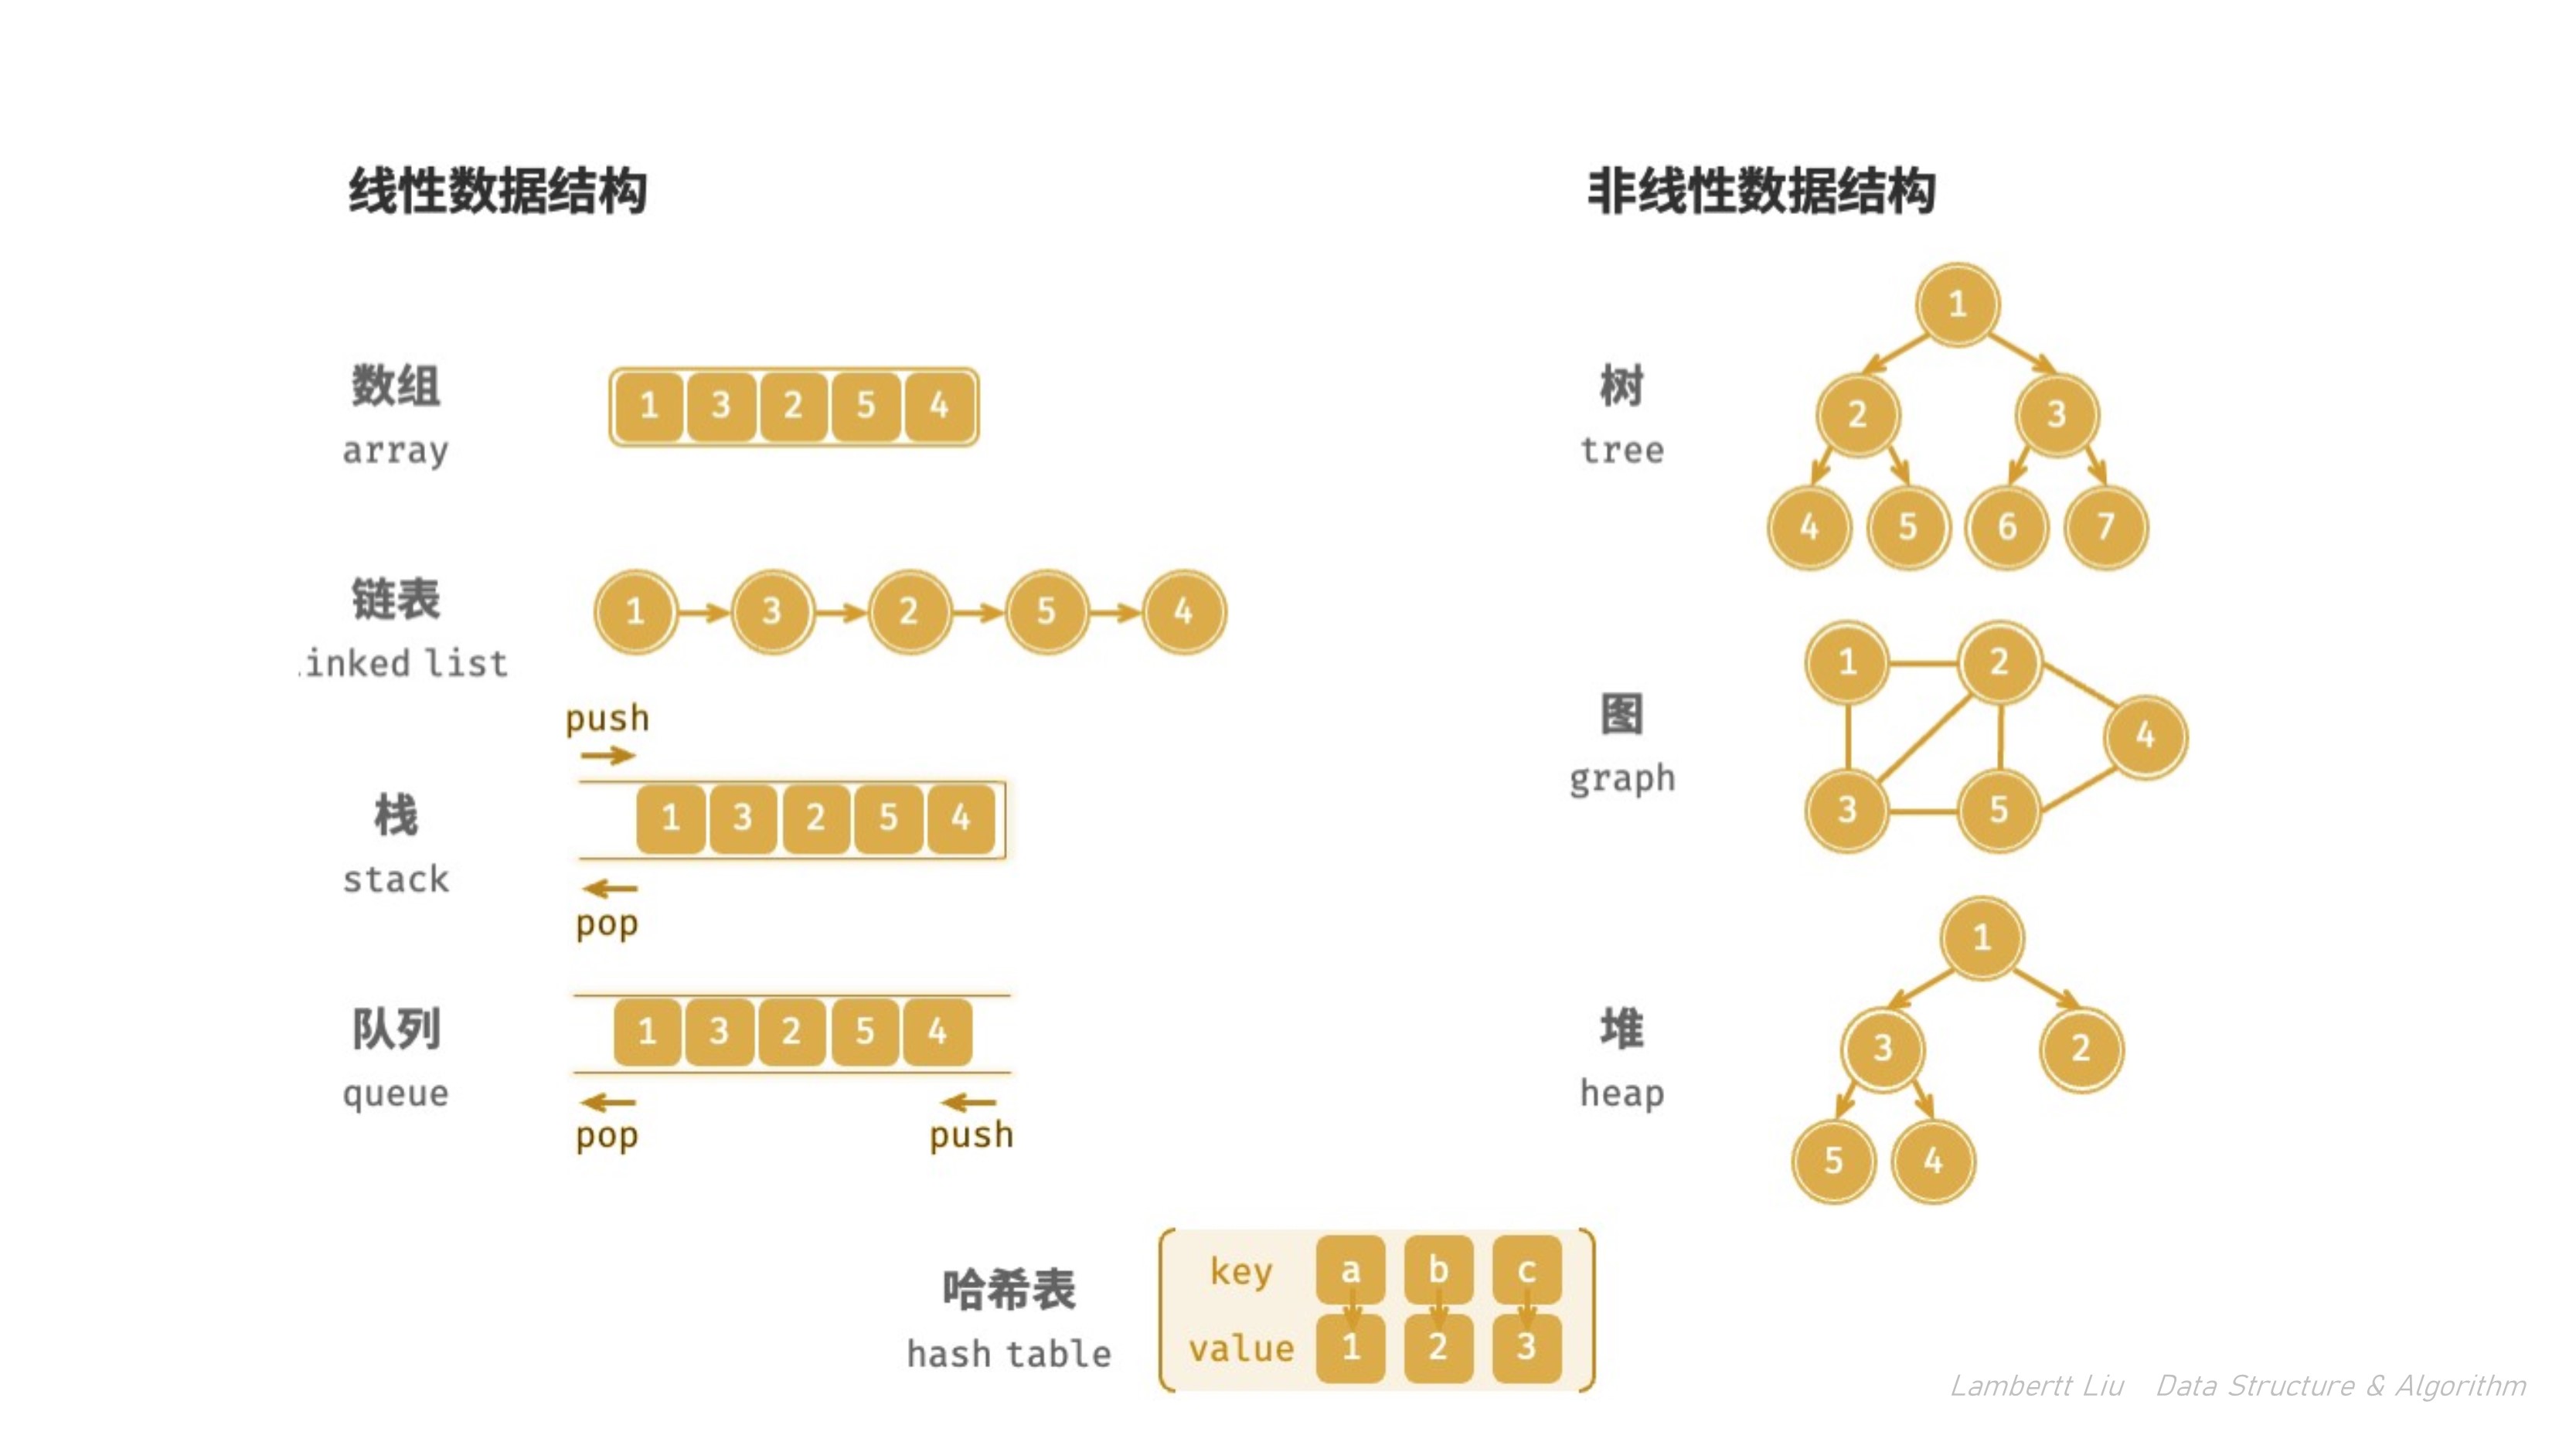 线性数据结构
数组
array
1 3 2 5 4
链表
inked list
1 3 2 5 4
push
栈
stack
1 3 2 5 4
pop
队列
queue
1 3 2 5 4
pop push
非线性数据结构
树
tree
1
2 3
4 5 6 7
图
graph
1 2
4
3 5
堆
heap
1
3 2
5 4
哈希表
hash table
key a b c
value 1 2 3
Lambertt Liu Data Structure & Algorithm